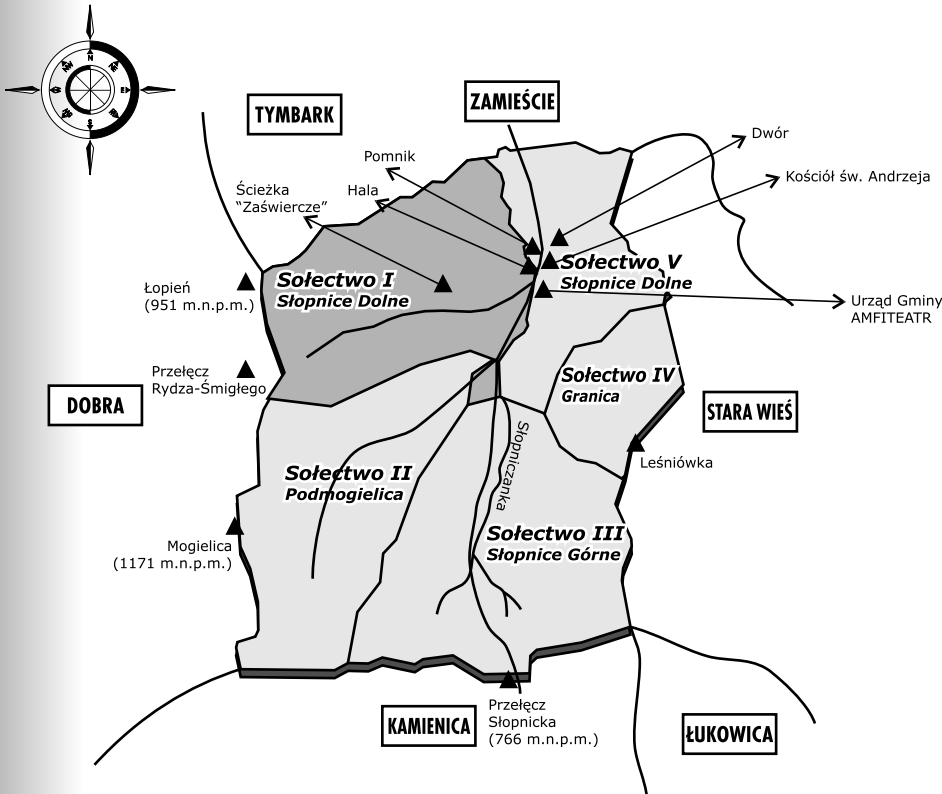 N
NE
E
S
TYMBARK
ZAMIEŚCIE
Dwór
Pomnik
Kościół św. Andrzeja
Ścieżka
"Zaświercze"
Hala
Sołectwo V
Słopnice Dolne
Sołectwo I
Słopnice Dolne
Łopień
(951 m.n.p.m.)
Urząd Gminy
AMFITEATR
Przełęcz
Rydza-Śmigłego
Sołectwo IV
Granica
DOBRA
STARA WIEŚ
Słopniczanka
Leśniówka
Sołectwo II
Podmogielica
Sołectwo III
Słopnice Górne
Mogielica
(1171 m.n.p.m.)
Przełęcz
Słopnicka
(766 m.n.p.m.)
KAMIENICA
ŁUKOWICA